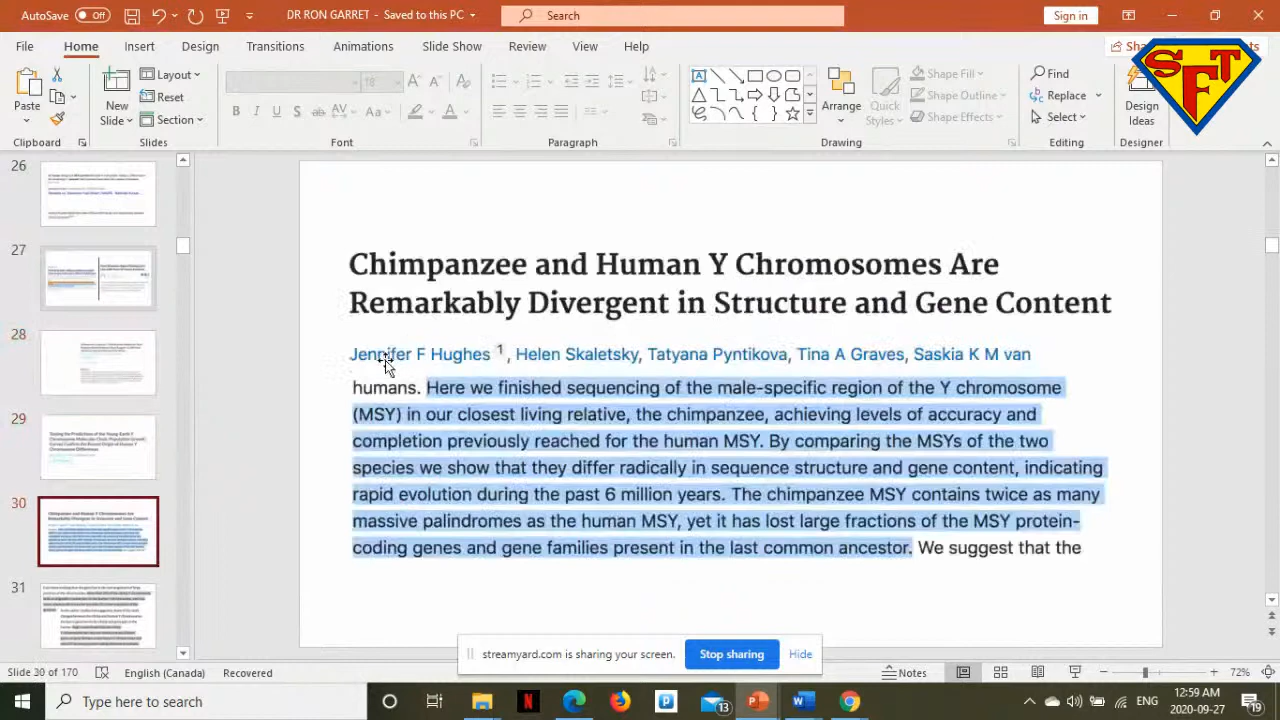 AutoSave Off DR RON GARRET - Saved to this PC Search Sign in
File Home Insert Design Transitions Animations Slide Show Review View Help Sha
SFT
Paste
New Slide
Layout
Reset
Section
18
B I U S ab AV Aa A
Arrange
Quick Styles
Shape Fill
Shape Outline
Shape Effects
Find
Replace
Select
Design Ideas
Clipboard Slides Font Paragraph Drawing Editing Designer
26
27
28
29
30
31
Chimpanzee and Human Y Chromosomes Are
Remarkably Divergent in Structure and Gene Content
Jennifer F Hughes 1, Helen Skaletsky, Tatyana Pyntikova, Tina A Graves, Saskia K M van
humans. Here we finished sequencing of the male-specific region of the Y chromosome
(MSY) in our closest living relative, the chimpanzee, achieving levels of accuracy and
completion previously reached for the human MSY. By comparing the MSYs of the two
species we show that they differ radically in sequence structure and gene content, indicating
rapid evolution during the past 6 million years. The chimpanzee MSY contains twice as many
massive palindromes as the human MSY, yet it has lost large fractions of the MSY protein-
coding genes and gene families present in the last common ancestor. We suggest that the
streamyard.com is sharing your screen. Stop sharing Hide
Slide 30 of 170 English (Canada) Recovered Notes 72%
Type here to search 13 ENG 12:59 AM
2020-09-27 19